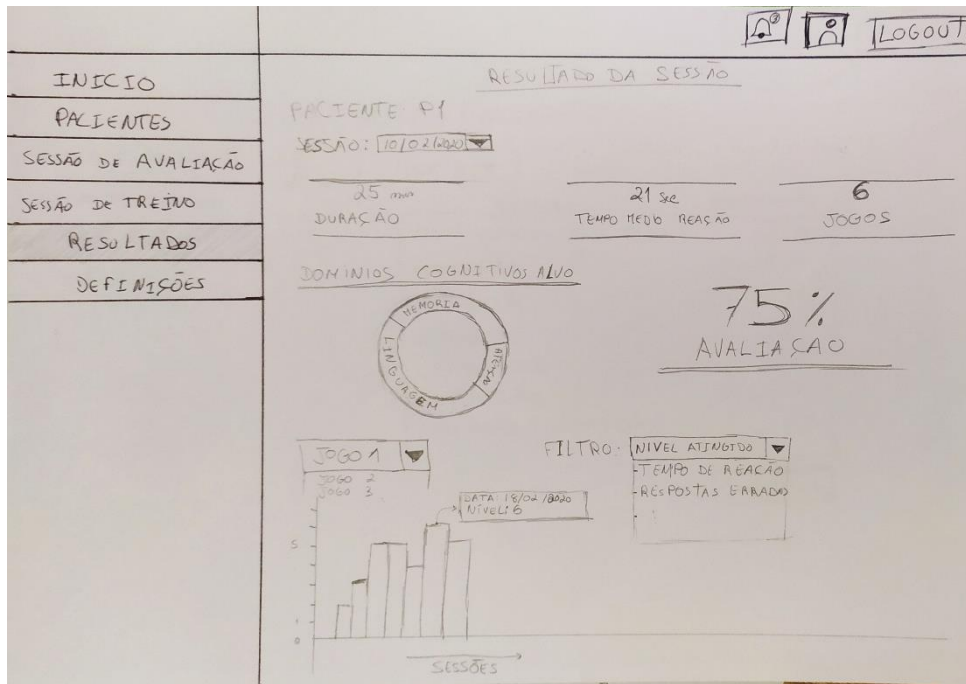 LOGOUT
INICIO
PACIENTES
SESSÃO DE AVALIAÇÃO
SESSÃO DE TREINO
RESULTADOS
DEFINIÇÕES
RESULTADO DA SESSÃO
PACIENTE: P1
SESSÃO: 10/02/2020
25 min
DURAÇÃO
21 sec
TEMPO MEDIO REAÇÃO
6
JOGOS
DOMINIOS COGNITIVOS ALVO
MEMORIA
ATENÇÃO
LINGUAGEM
75%
AVALIAÇAO
JOGO 1
JOGO 2
JOGO 3
FILTRO: NIVEL ATINGIDO
- TEMPO DE REACÃO
- RESPOSTAS ERRADAS
DATA: 18/02/2020
NÍVEL: 6
5
1
0
SESSÕES